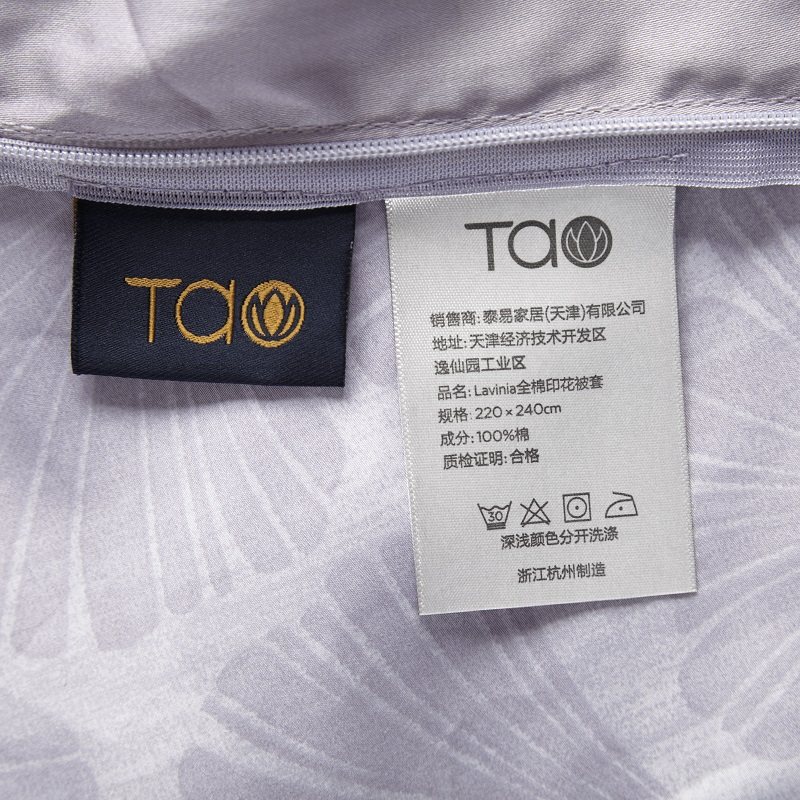 Tao
Tao
销售商: 泰易家居(天津)有限公司
地址: 天津经济技术开发区
逸仙园工业区
品名: Lavinia全棉印花被套
规格: 220 × 240cm
成分: 100%棉
质检证明: 合格
30
深浅颜色分开洗涤
浙江杭州制造